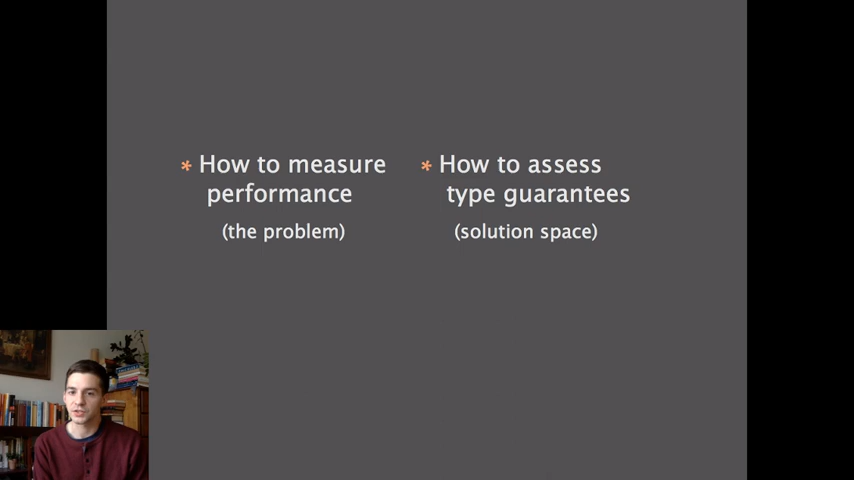 * How to measure
performance
(the problem)
* How to assess
type guarantees
(solution space)